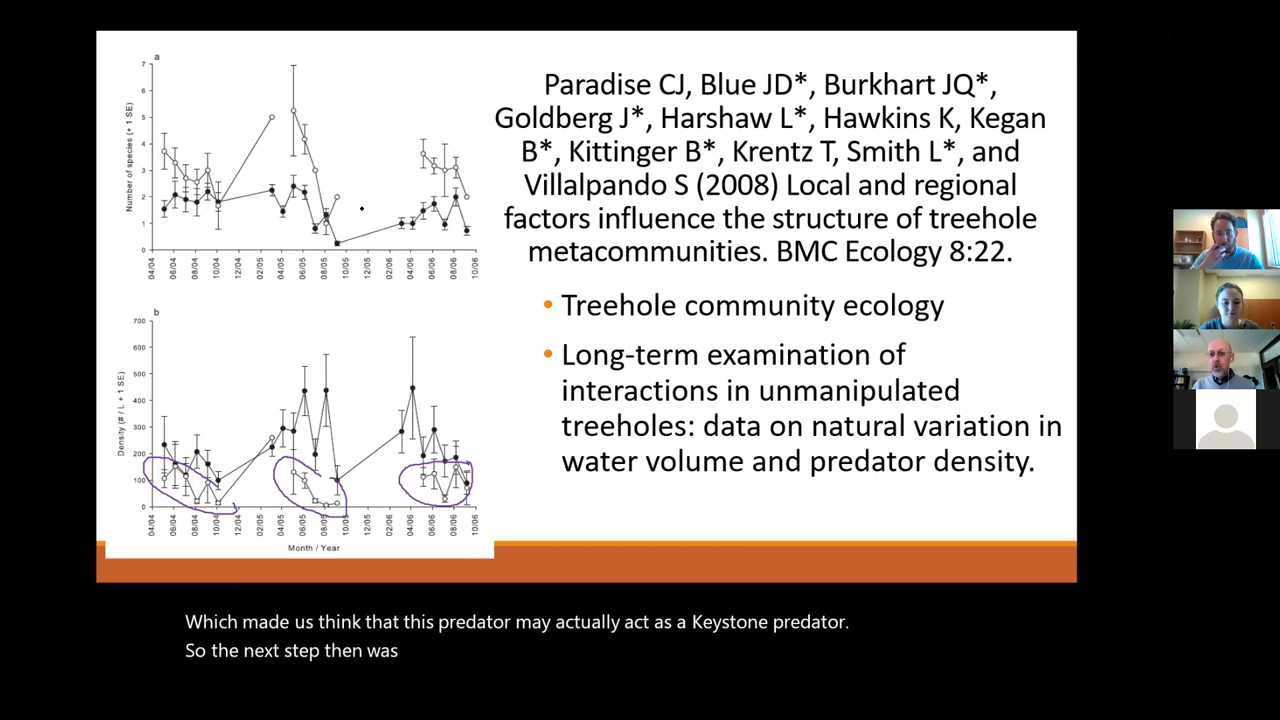 a
Number of species (+ 1 SE)
7
6
5
4
3
2
1
0
04/04
06/04
08/04
10/04
12/04
02/05
04/05
06/05
08/05
10/05
12/05
02/06
04/06
06/06
08/06
10/06
b
Density (# / L + 1 SE)
700
600
500
400
300
200
100
0
04/04
06/04
08/04
10/04
12/04
02/05
04/05
06/05
08/05
10/05
12/05
02/06
04/06
06/06
08/06
10/06
Month / Year
Paradise CJ, Blue JD*, Burkhart JQ*,
Goldberg J*, Harshaw L*, Hawkins K, Kegan
B*, Kittinger B*, Krentz T, Smith L*, and
Villalpando S (2008) Local and regional
factors influence the structure of treehole
metacommunities. BMC Ecology 8:22.
• Treehole community ecology
• Long-term examination of
interactions in unmanipulated
treeholes: data on natural variation in
water volume and predator density.
Which made us think that this predator may actually act as a Keystone predator.
So the next step then was